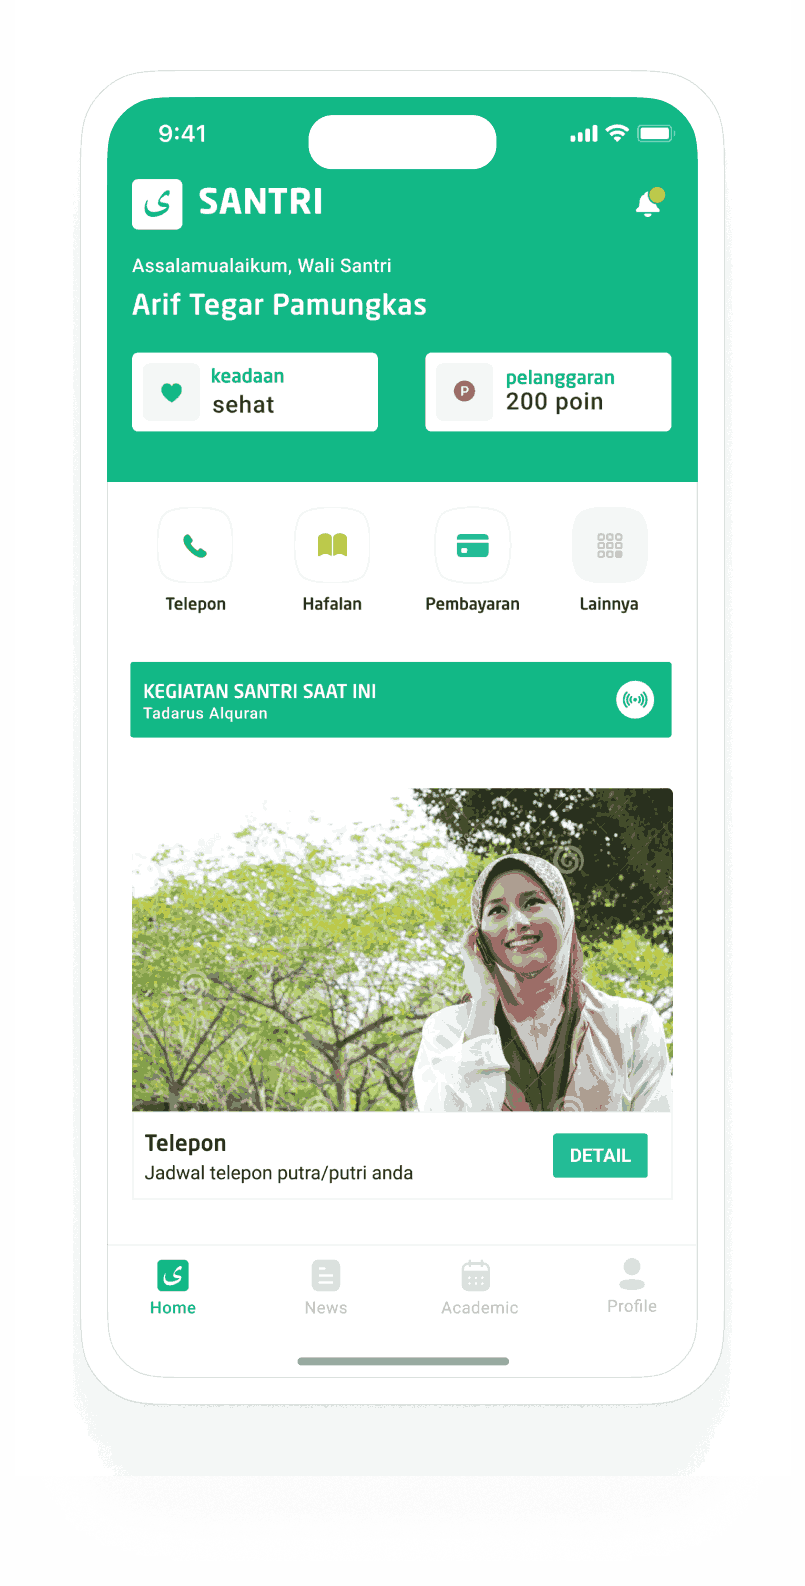 9:41
ى SANTRI
Assalamualaikum, Wali Santri
Arif Tegar Pamungkas
keadaan
sehat
pelanggaran
P
200 poin
Telepon
Hafalan
Pembayaran
Lainnya
KEGIATAN SANTRI SAAT INI
Tadarus Alquran
Telepon
Jadwal telepon putra/putri anda
DETAIL
ى
Home
News
Academic
Profile